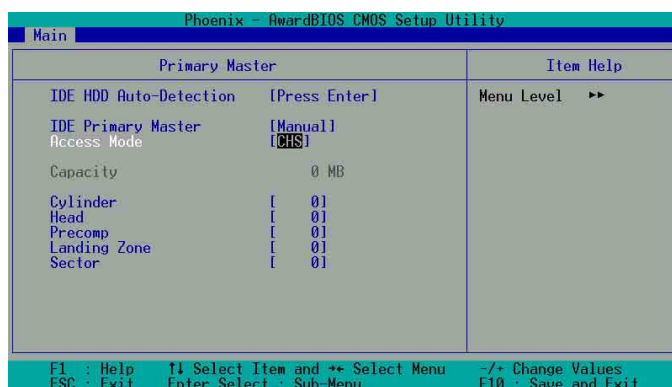 Phoenix - AwardBIOS CMOS Setup Utility
Main
Primary Master
Item Help
IDE HDD Auto-Detection [Press Enter]
Menu Level ▸▸
IDE Primary Master [Manual]
Access Mode [CHS]
Capacity 0 MB
Cylinder [ 0]
Head [ 0]
Precomp [ 0]
Landing Zone [ 0]
Sector [ 0]
F1 : Help ↑↓ Select Item and →← Select Menu -/+ Change Values
ESC : Exit Enter Select : Sub-Menu F10 : Save and Exit